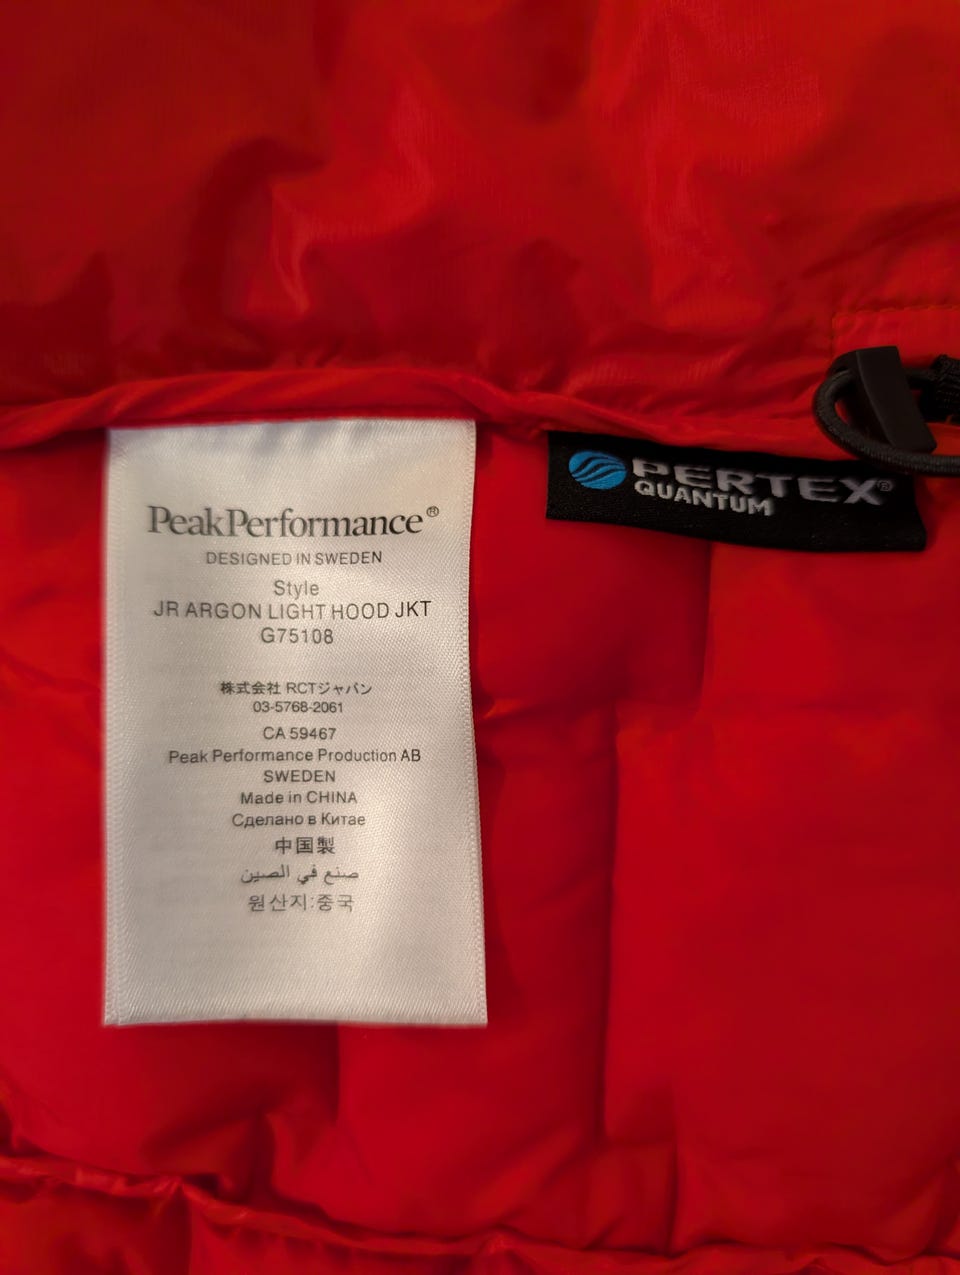 PeakPerformance®
DESIGNED IN SWEDEN
Style
JR ARGON LIGHT HOOD JKT
G75108
株式会社 RCTジャパン
03-5768-2061
CA 59467
Peak Performance Production AB
SWEDEN
Made in CHINA
Сделано в Китае
中国製
صنع في الصين
원산지:중국
PERTEX®
QUANTUM